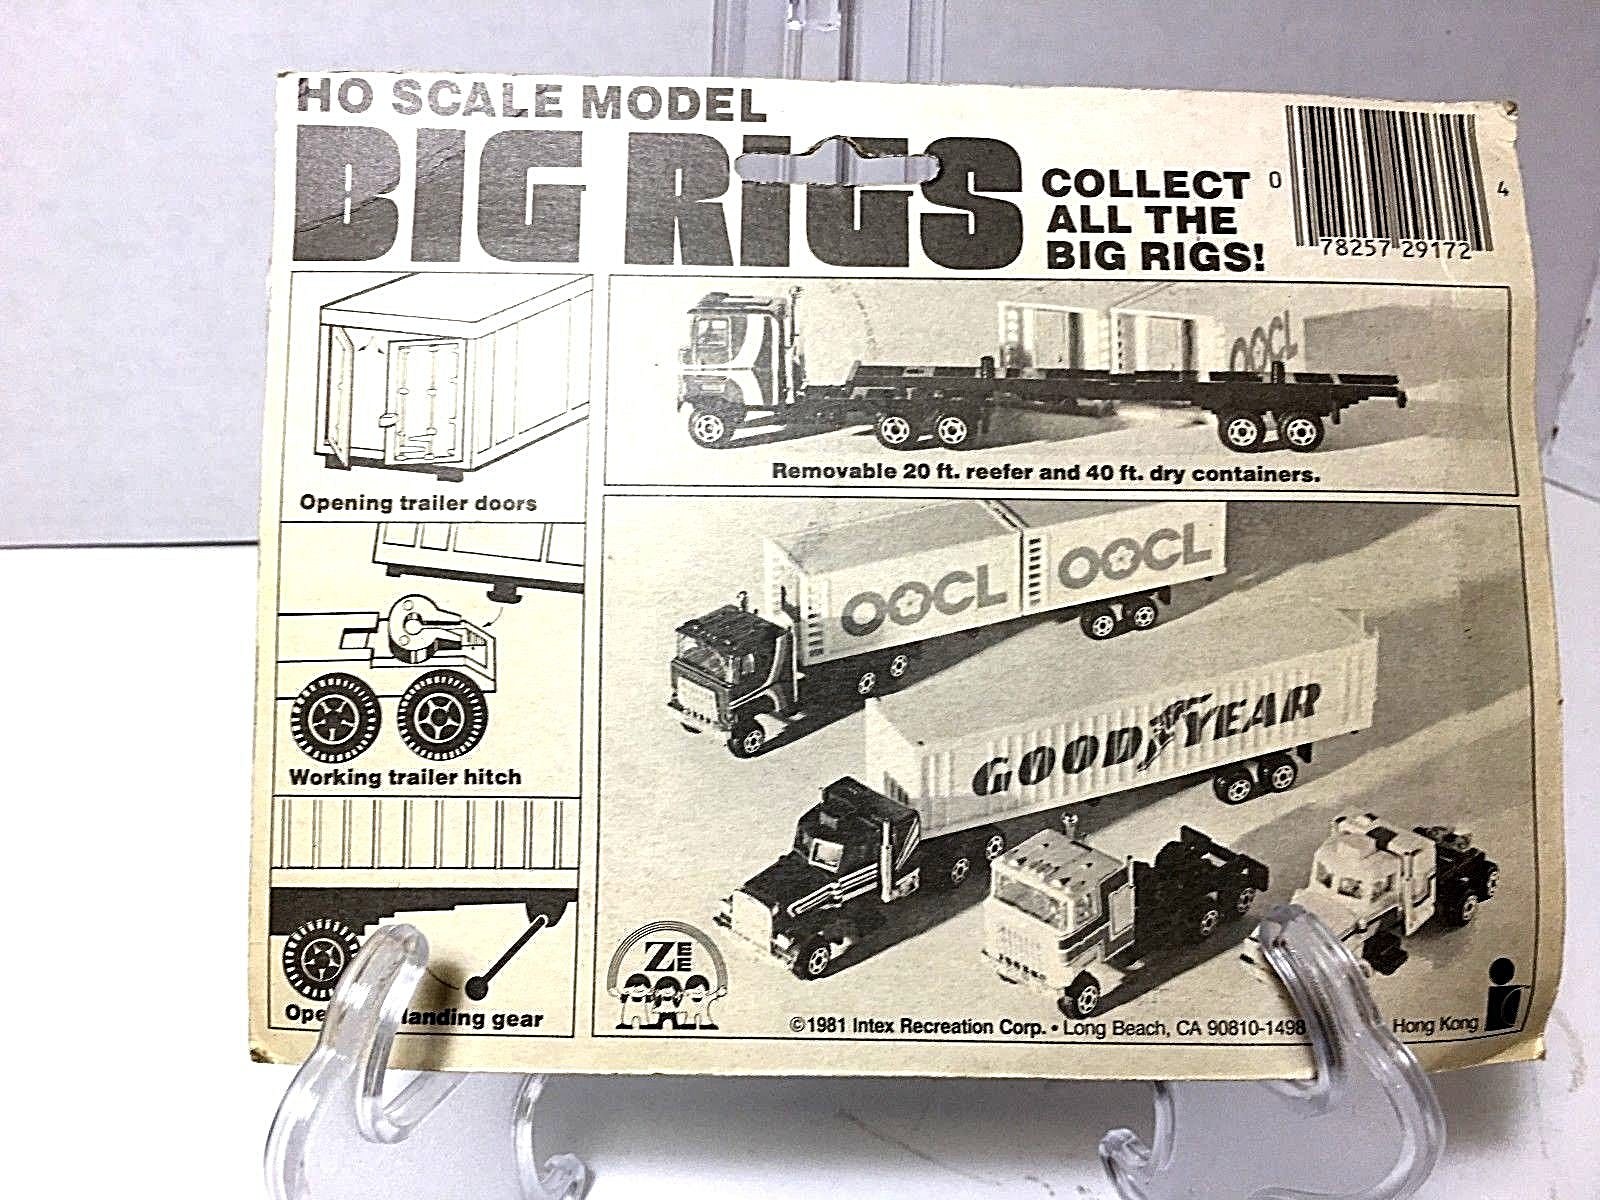 HO SCALE MODEL
BIG RIGS
COLLECT
ALL THE
BIG RIGS!
0 78257 29172 4
OOCL
Removable 20 ft. reefer and 40 ft. dry containers.
Opening trailer doors
OOCL OOCL
GOODYEAR
Working trailer hitch
ZEE
landing gear
©1981 Intex Recreation Corp. • Long Beach, CA 90810-1498
Hong Kong